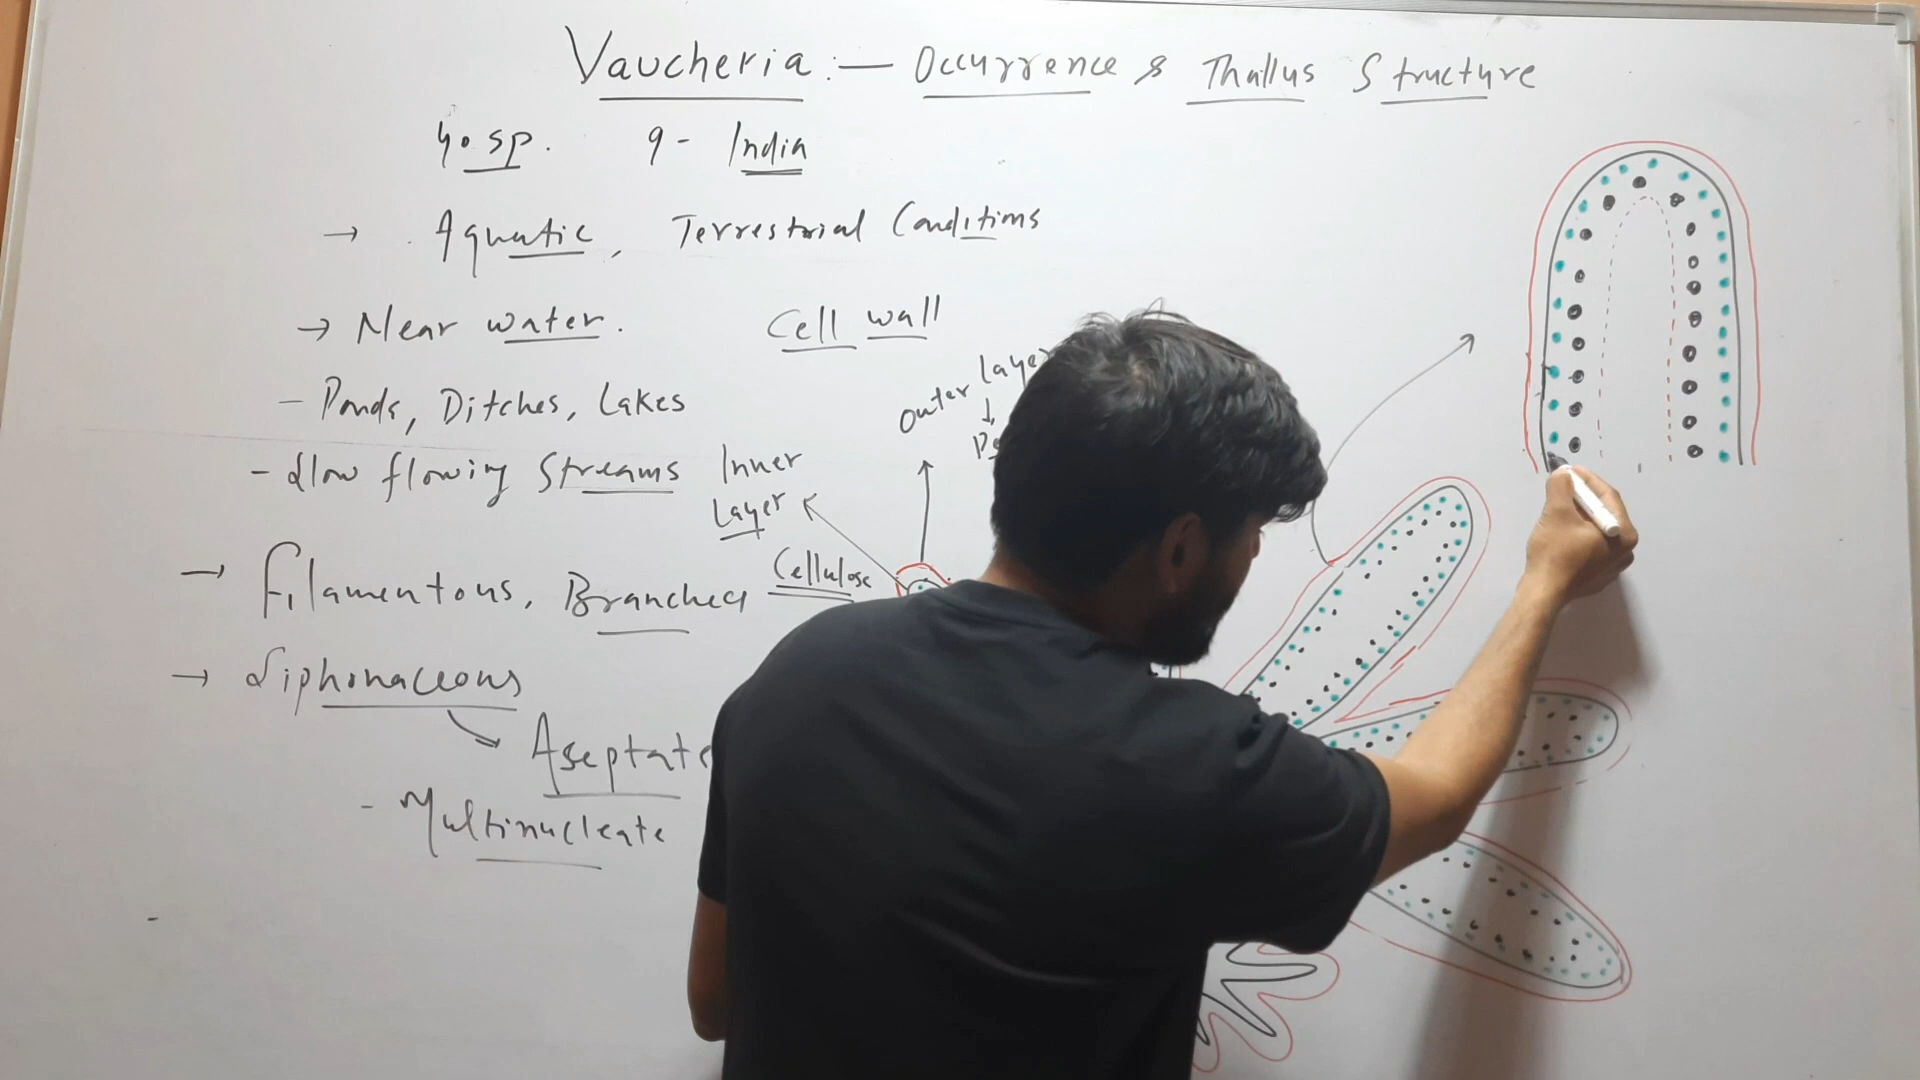 Vaucheria :— Occurrence & Thallus Structure
40 sp. 9 - India
→ Aquatic, Terrestrial Conditions
→ Near water.
- Ponds, Ditches, Lakes
- Slow flowing Streams
→ Filamentous, Branched
→ Siphonaceous
Aseptate
- Multinucleate
Cell wall
Outer laye
↓
Inner
Layer
Cellulose